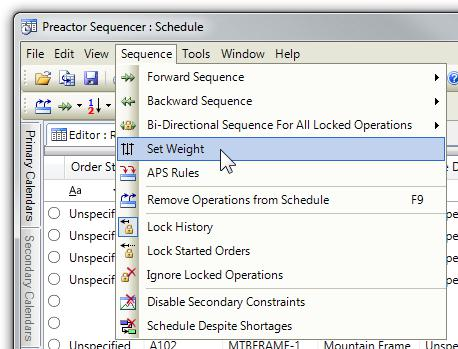 Preactor Sequencer : Schedule
File Edit View Sequence Tools Window Help
Forward Sequence
Backward Sequence
Bi-Directional Sequence For All Locked Operations
Set Weight
APS Rules
Remove Operations from Schedule F9
Lock History
Lock Started Orders
Ignore Locked Operations
Disable Secondary Constraints
Schedule Despite Shortages
Primary Calendars
Secondary Calendars
Editor : R
Order St
Aa
Unspecif
Unspecif
Unspecif
Unspecif
Unspecified A102 MTBFRAME-1 Mountain Frame Unspecified